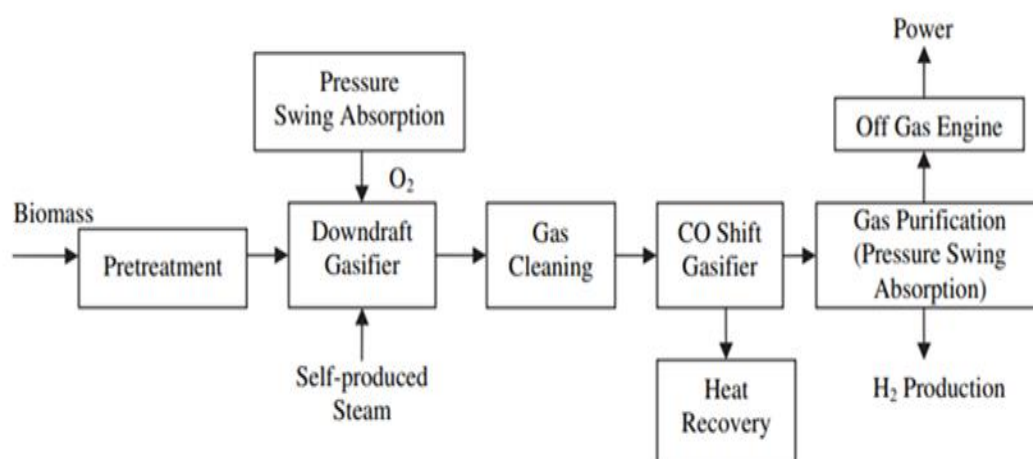 Power
Pressure
Swing Absorption
Off Gas Engine
O₂
Biomass
Pretreatment
Downdraft
Gasifier
Gas
Cleaning
CO Shift
Gasifier
Gas Purification
(Pressure Swing
Absorption)
Self-produced
Steam
Heat
Recovery
H₂ Production